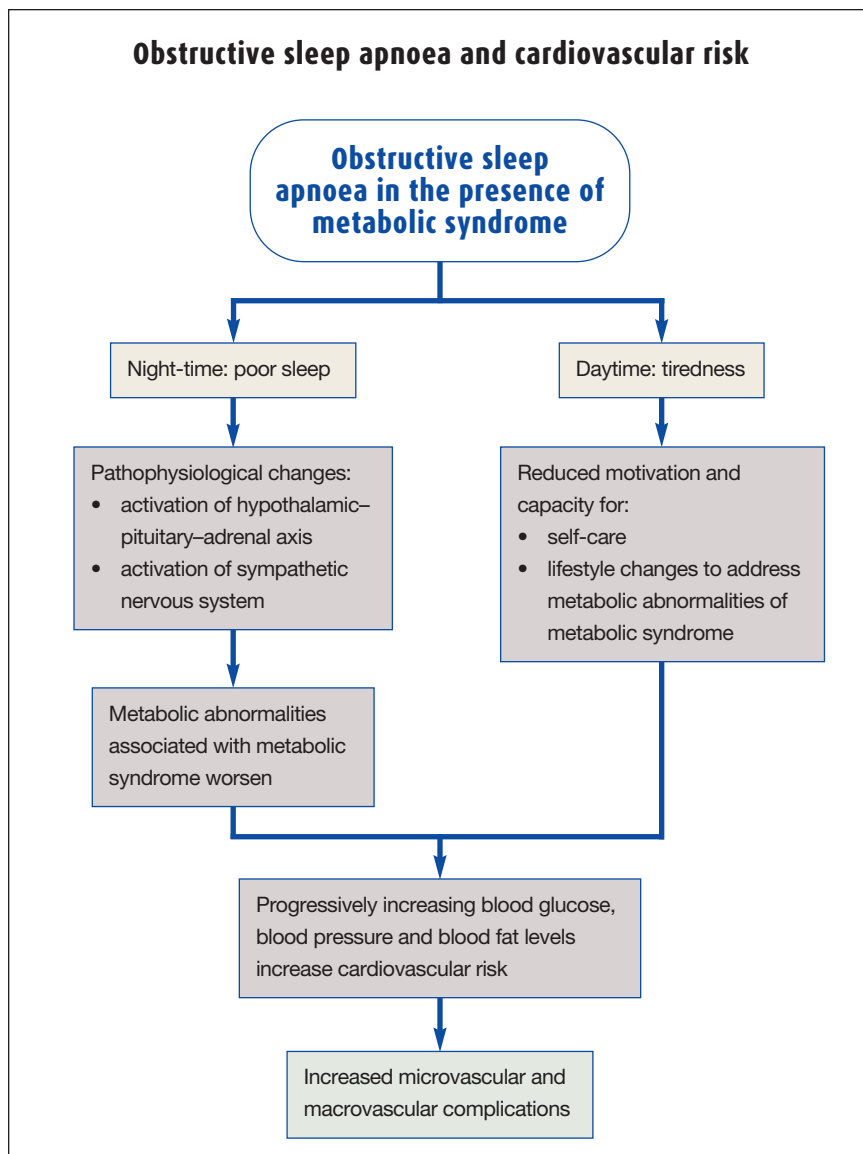 Obstructive sleep apnoea and cardiovascular risk
Obstructive sleep
apnoea in the presence of
metabolic syndrome
Night-time: poor sleep
Daytime: tiredness
Pathophysiological changes:
• activation of hypothalamic–
pituitary–adrenal axis
• activation of sympathetic
nervous system
Reduced motivation and
capacity for:
• self-care
• lifestyle changes to address
metabolic abnormalities of
metabolic syndrome
Metabolic abnormalities
associated with metabolic
syndrome worsen
Progressively increasing blood glucose,
blood pressure and blood fat levels
increase cardiovascular risk
Increased microvascular and
macrovascular complications